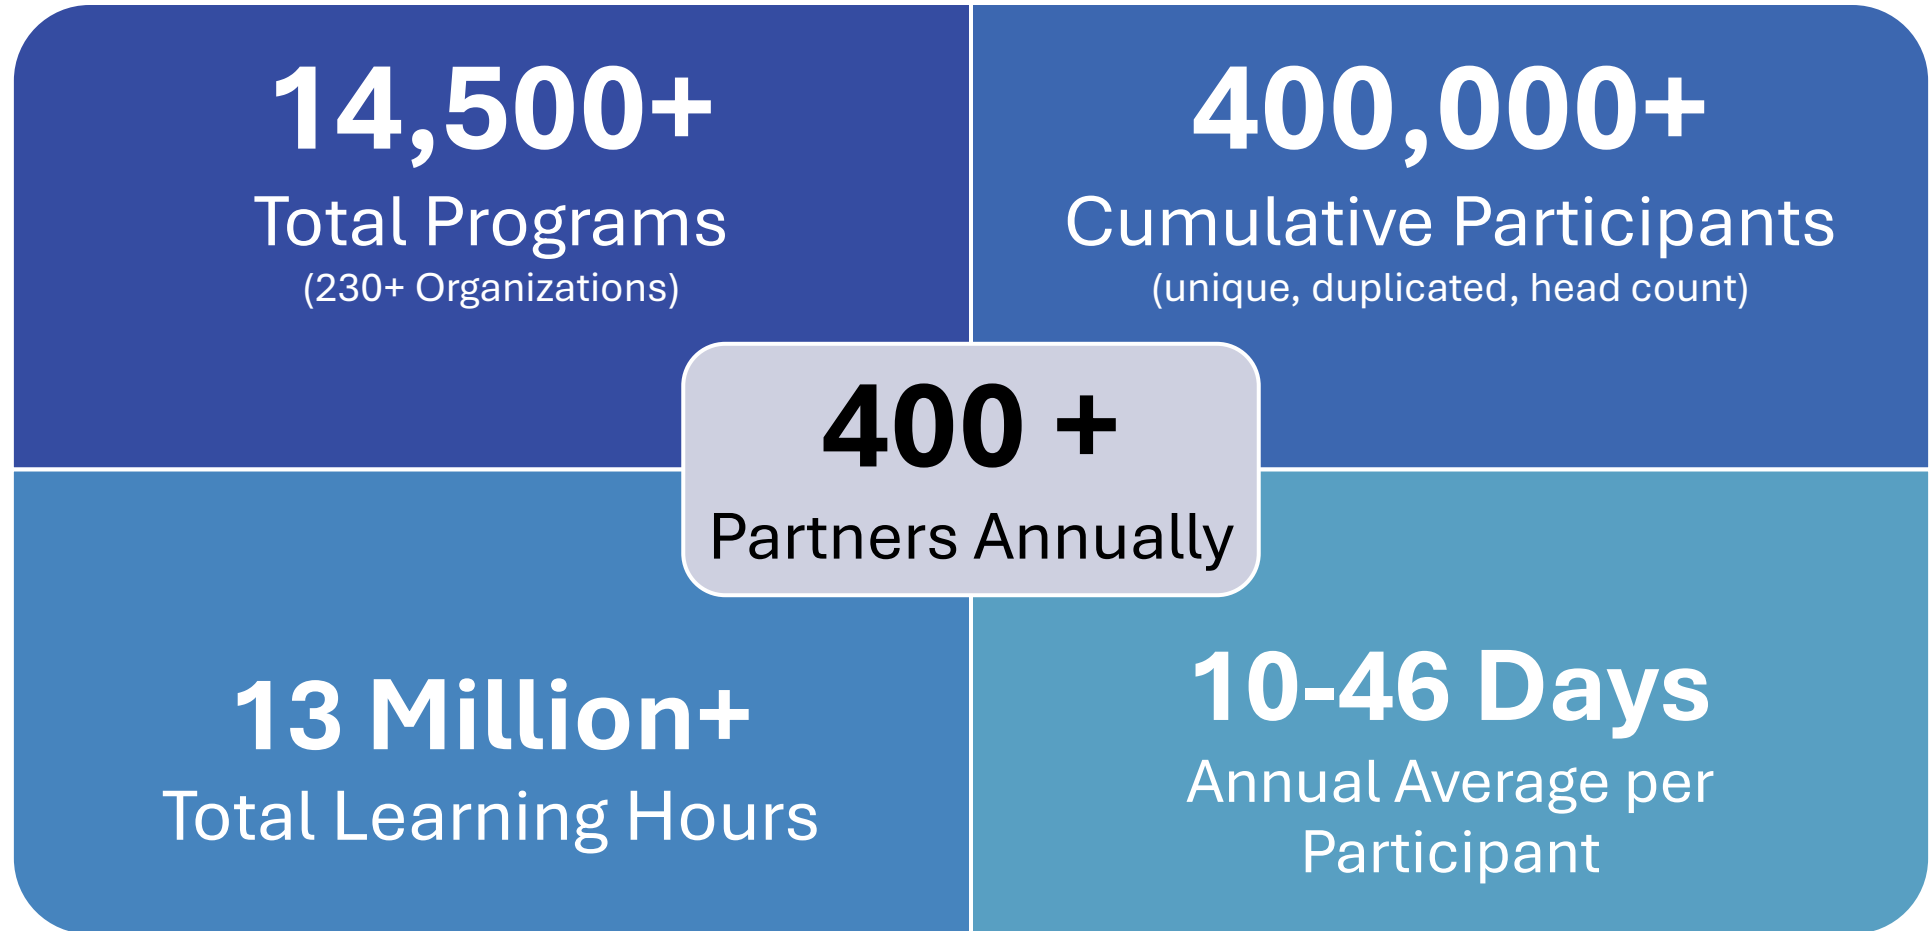 14,500+
Total Programs
(230+ Organizations)
400,000+
Cumulative Participants
(unique, duplicated, head count)
400 +
Partners Annually
13 Million+
Total Learning Hours
10-46 Days
Annual Average per
Participant